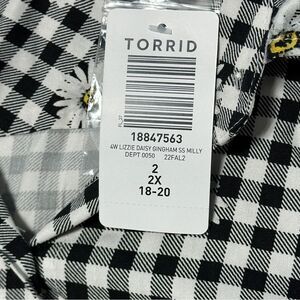 TORRID
18847563
4W LIZZIE DAISY GINGHAM SS MILLY
DEPT 0050 22FAL2
2
2X
18-20